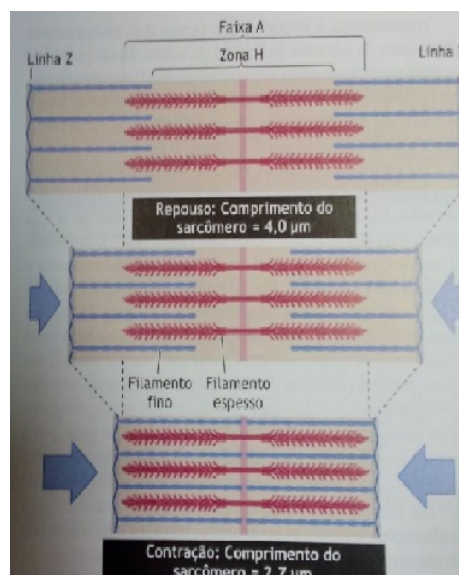 Faixa A
Linha Z
Zona H
Linha
Repouso: Comprimento do
sarcômero = 4,0 µm
Filamento
fino
Filamento
espesso
Contração: Comprimento do
sarcômero = 2,7 µm